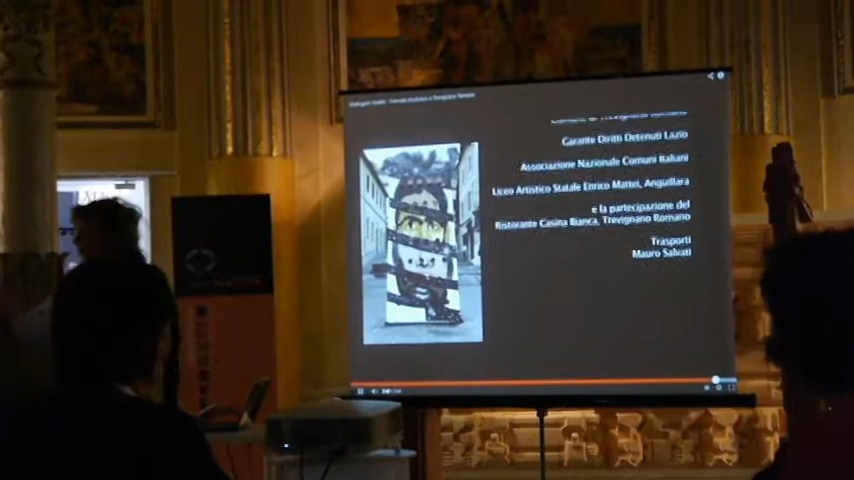 Garante Diritti Detenuti Lazio
Associazione Nazionale Comuni Italiani
Liceo Artistico Statale Enrico Mattei, Anguillara
e la partecipazione del
Ristorante Casina Bianca, Trevignano Romano
Trasporti
Mauro Salvati